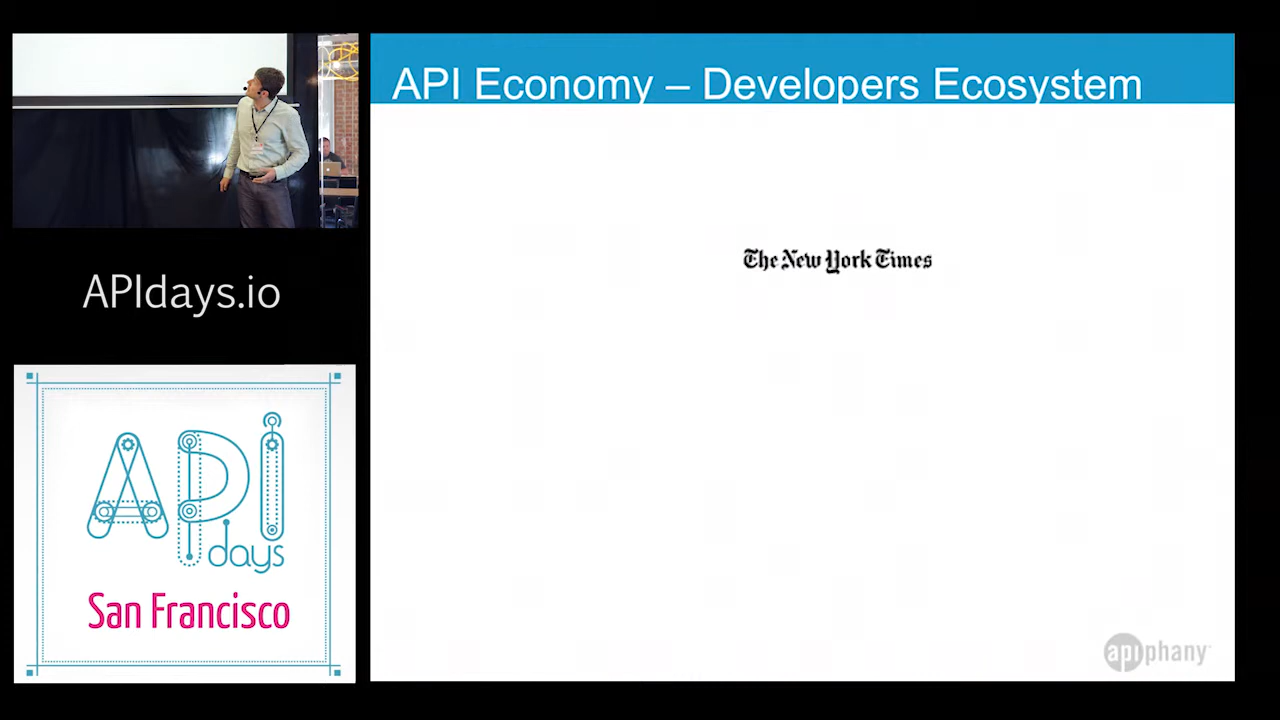 API Economy – Developers Ecosystem
The New York Times
APIdays.io
API
days
San Francisco
apiphany